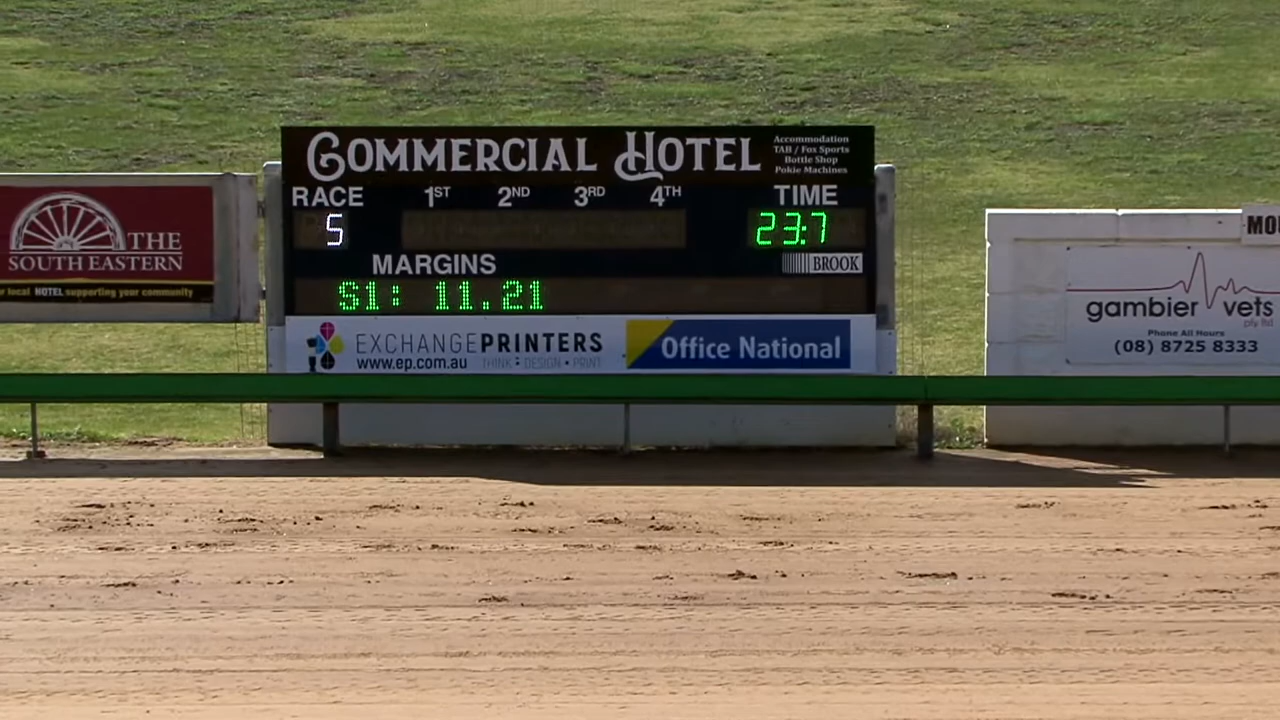 COMMERCIAL HOTEL
Accommodation
TAB / Fox Sports
Bottle Shop
Pokie Machines
RACE 1ST 2ND 3RD 4TH TIME
5 23:7
MARGINS
BROOK
S1: 11.21
EXCHANGEPRINTERS
www.ep.com.au THINK • DESIGN • PRINT
Office National
THE
SOUTH EASTERN
r local HOTEL supporting your community
MOU
gambier vets
pty ltd
Phone All Hours
(08) 8725 8333